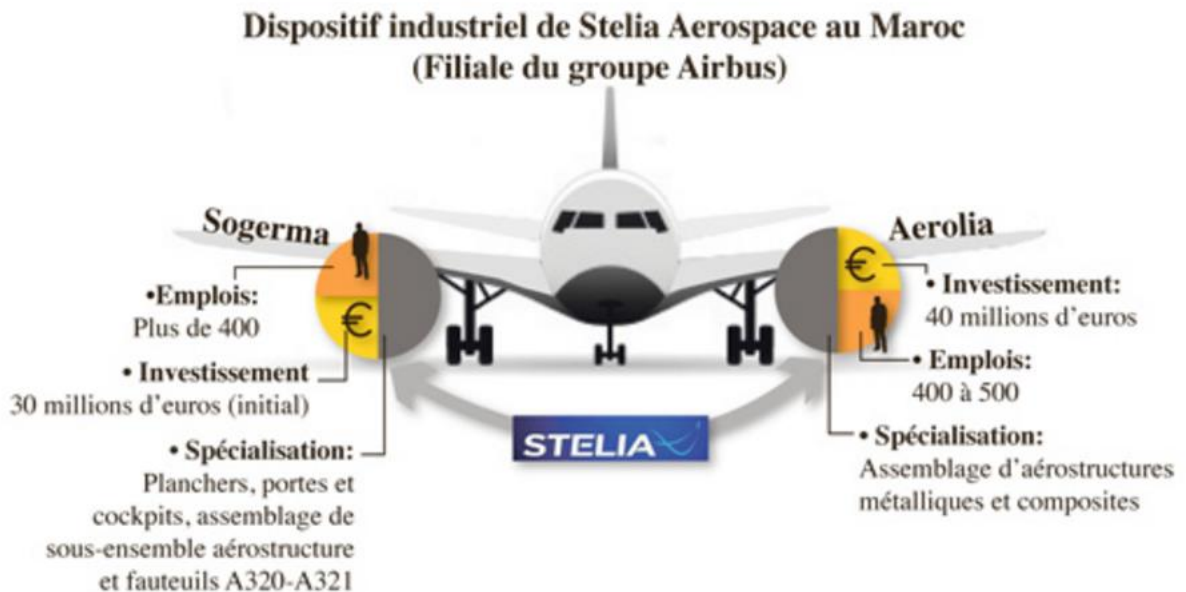 Dispositif industriel de Stelia Aerospace au Maroc
(Filiale du groupe Airbus)
Sogerma
•Emplois:
Plus de 400
• Investissement
30 millions d'euros (initial)
• Spécialisation:
Planchers, portes et
cockpits, assemblage de
sous-ensemble aérostructure
et fauteuils A320-A321
€
STELIA
Aerolia
€
• Investissement:
40 millions d'euros
• Emplois:
400 à 500
• Spécialisation:
Assemblage d'aérostructures
métalliques et composites